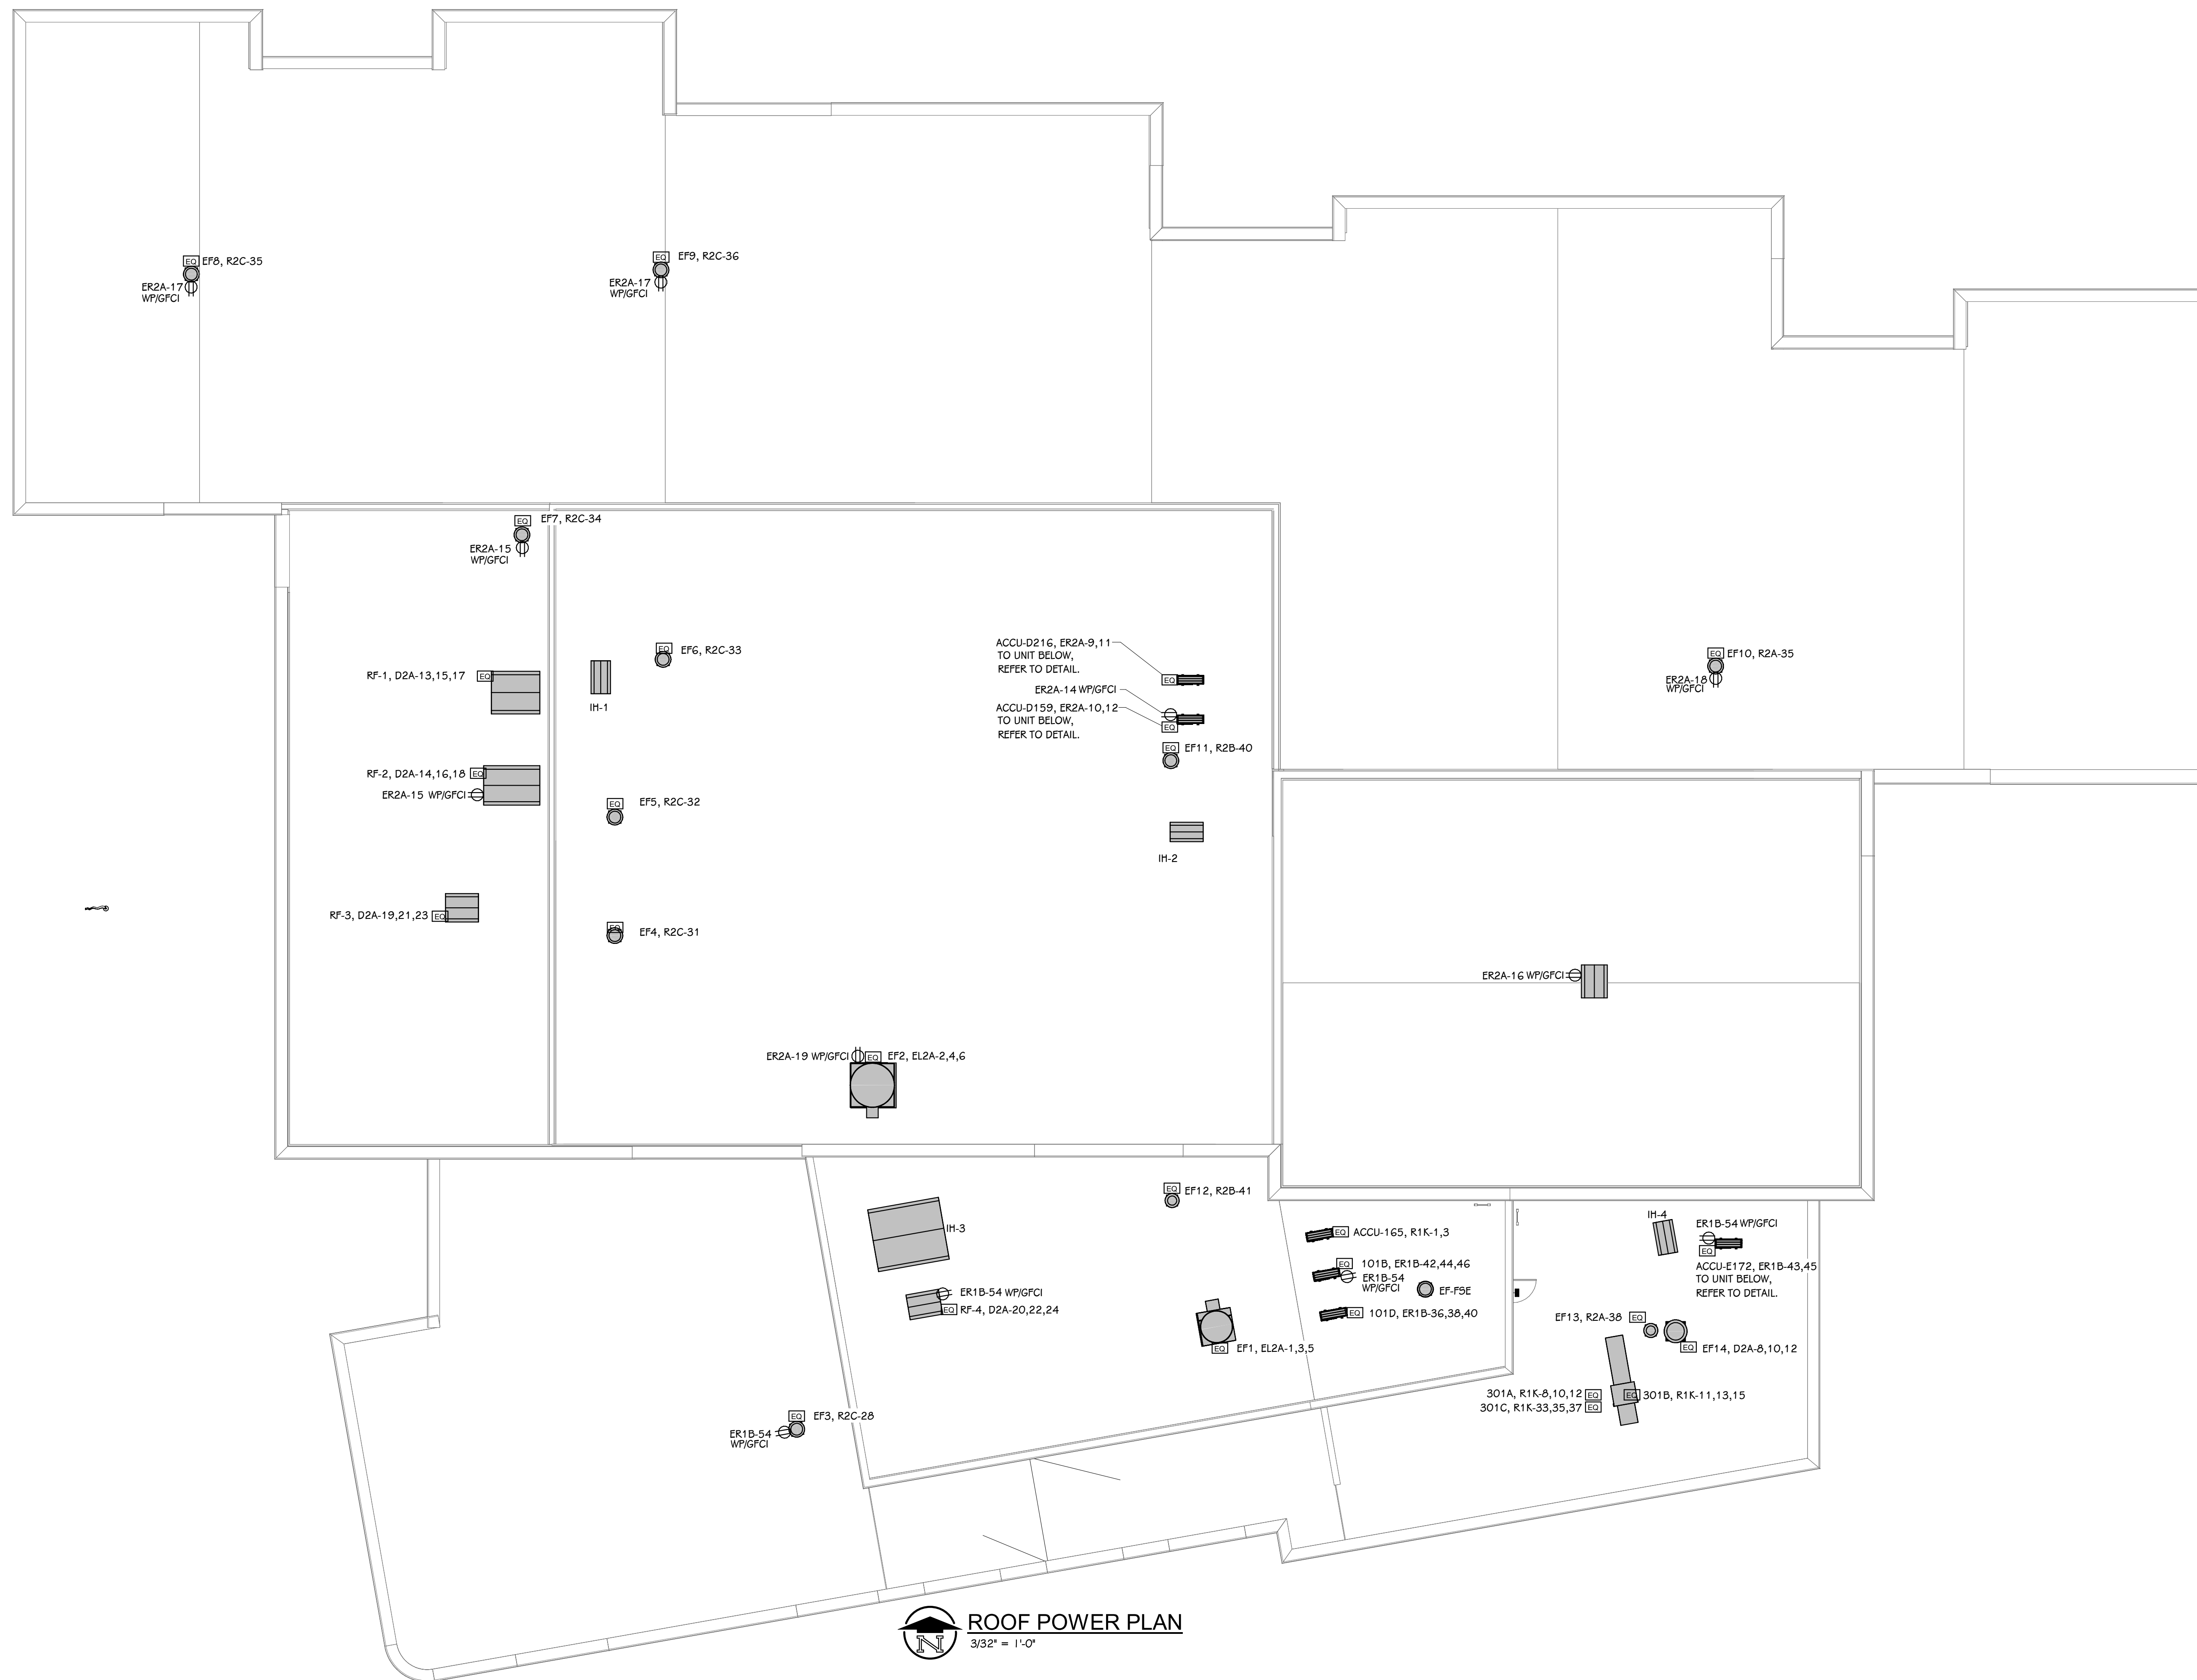 EQ EF8, R2C-35
ER2A-17
WP/GFCI
EQ EF9, R2C-36
ER2A-17
WP/GFCI
EQ EF7, R2C-34
ER2A-15
WP/GFCI
EQ EF6, R2C-33
RF-1, D2A-13,15,17 EQ
IH-1
ACCU-D216, ER2A-9,11
TO UNIT BELOW,
REFER TO DETAIL.
EQ
ER2A-14 WP/GFCI
ACCU-D159, ER2A-10,12
TO UNIT BELOW,
REFER TO DETAIL.
EQ
EQ EF11, R2B-40
EQ EF10, R2A-35
ER2A-18
WP/GFCI
RF-2, D2A-14,16,18 EQ
ER2A-15 WP/GFCI
EQ EF5, R2C-32
IH-2
RF-3, D2A-19,21,23 EQ
EQ EF4, R2C-31
ER2A-16 WP/GFCI
ER2A-19 WP/GFCI EQ EF2, EL2A-2,4,6
EQ EF12, R2B-41
IH-3
EQ ACCU-165, R1K-1,3
EQ 101B, ER1B-42,44,46
ER1B-54
WP/GFCI
EF-FSE
EQ 101D, ER1B-36,38,40
ER1B-54 WP/GFCI
EQ RF-4, D2A-20,22,24
EQ EF1, EL2A-1,3,5
IH-4
ER1B-54 WP/GFCI
EQ
ACCU-E172, ER1B-43,45
TO UNIT BELOW,
REFER TO DETAIL.
EF13, R2A-38 EQ
EQ EF14, D2A-8,10,12
301A, R1K-8,10,12 EQ
EQ 301B, R1K-11,13,15
301C, R1K-33,35,37 EQ
EQ EF3, R2C-28
ER1B-54
WP/GFCI
N
ROOF POWER PLAN
3/32" = 1'-0"